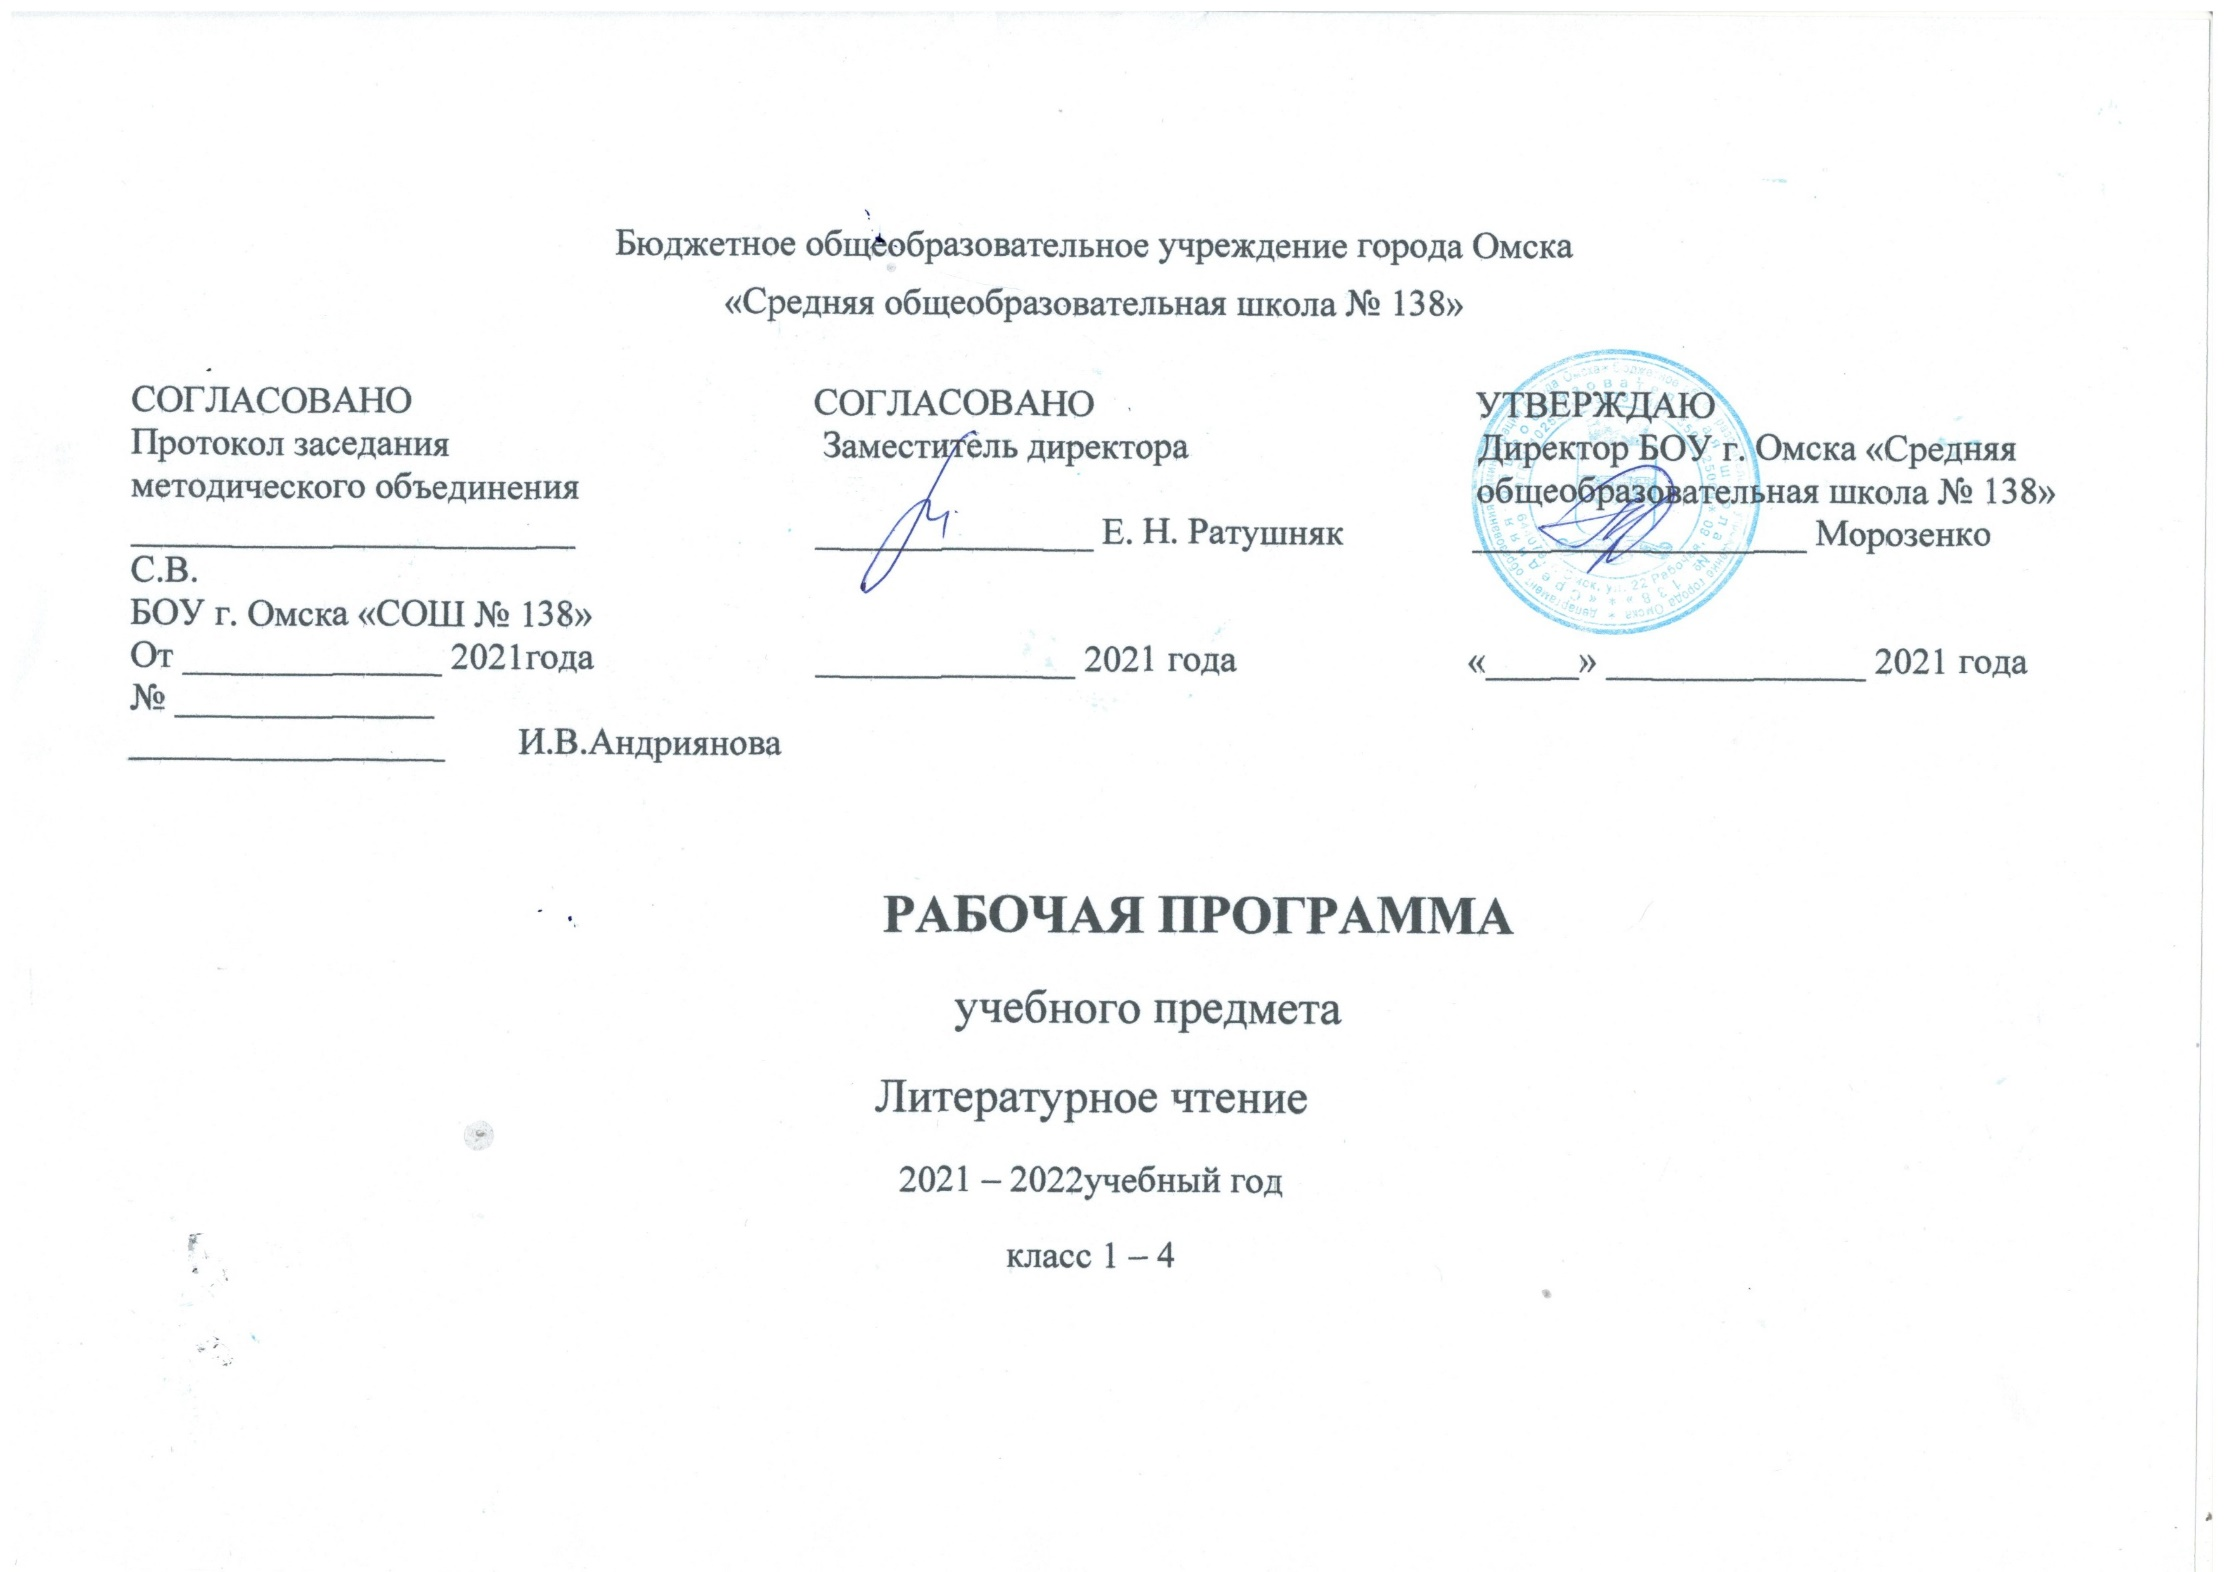 Бюджетное общеобразовательное учреждение города Омска
«Средняя общеобразовательная школа № 138»
СОГЛАСОВАНО
Протокол заседания
методического объединения
________________________
С.В.
БОУ г. Омска «СОШ № 138»
От ______________ 2021года
№ ______________
_________________ И.В.Андриянова
СОГЛАСОВАНО
Заместитель директора
_______________ Е. Н. Ратушняк
______________ 2021 года
УТВЕРЖДАЮ
Директор БОУ г. Омска «Средняя
общеобразовательная школа № 138»
__________________ Морозенко
«_____» ______________ 2021 года
РАБОЧАЯ ПРОГРАММА
учебного предмета
Литературное чтение
2021 – 2022учебный год
класс 1 – 4